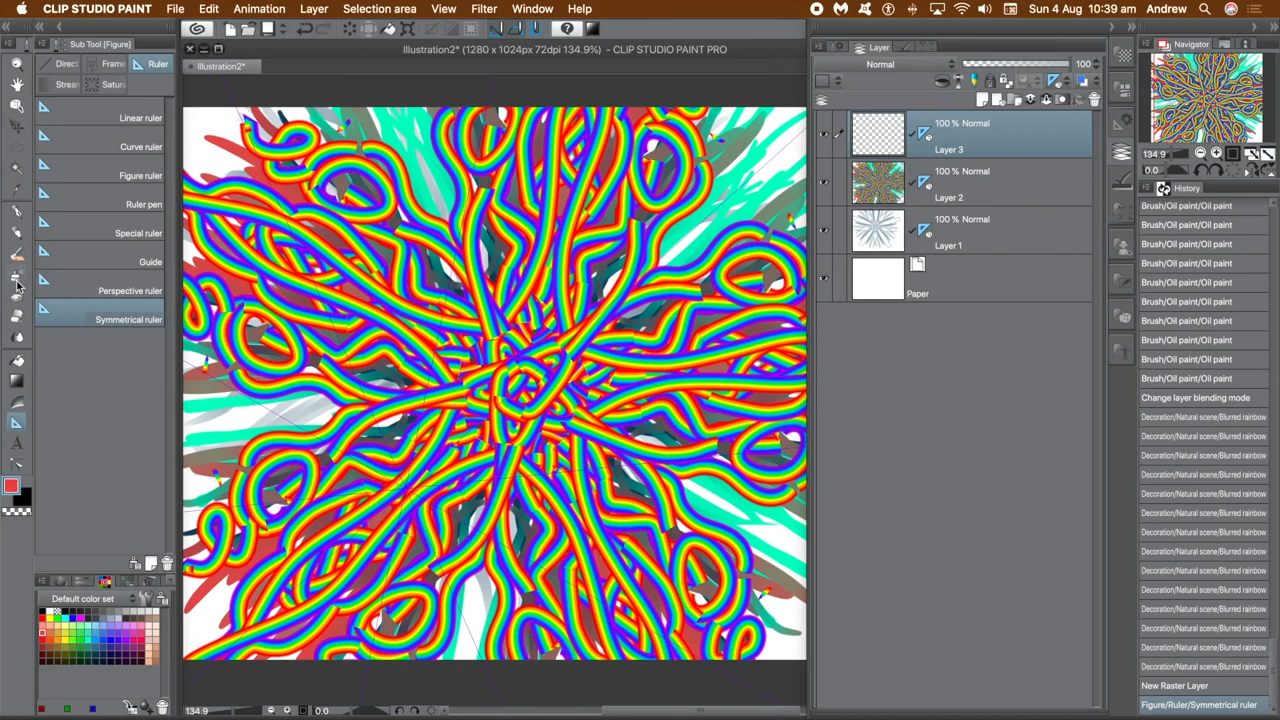 CLIP STUDIO PAINT File Edit Animation Layer Selection area View Filter Window Help Sun 4 Aug 10:39 am Andrew
Illustration2* (1280 x 1024px 72dpi 134.9%) - CLIP STUDIO PAINT PRO
Sub Tool [Figure]
Direct Frame Ruler
Stream Satura
Linear ruler
Curve ruler
Figure ruler
Ruler pen
Special ruler
Guide
Perspective ruler
Symmetrical ruler
Default color set
Illustration2*
134.9 0.0
Layer
Normal 100
100 % Normal
Layer 3
100 % Normal
Layer 2
100 % Normal
Layer 1
Paper
Navigator
134.9
0.0
History
Brush/Oil paint/Oil paint
Brush/Oil paint/Oil paint
Brush/Oil paint/Oil paint
Brush/Oil paint/Oil paint
Brush/Oil paint/Oil paint
Brush/Oil paint/Oil paint
Brush/Oil paint/Oil paint
Brush/Oil paint/Oil paint
Brush/Oil paint/Oil paint
Brush/Oil paint/Oil paint
Change layer blending mode
Decoration/Natural scene/Blurred rainbow
Decoration/Natural scene/Blurred rainbow
Decoration/Natural scene/Blurred rainbow
Decoration/Natural scene/Blurred rainbow
Decoration/Natural scene/Blurred rainbow
Decoration/Natural scene/Blurred rainbow
Decoration/Natural scene/Blurred rainbow
Decoration/Natural scene/Blurred rainbow
Decoration/Natural scene/Blurred rainbow
Decoration/Natural scene/Blurred rainbow
Decoration/Natural scene/Blurred rainbow
Decoration/Natural scene/Blurred rainbow
Decoration/Natural scene/Blurred rainbow
Decoration/Natural scene/Blurred rainbow
New Raster Layer
Figure/Ruler/Symmetrical ruler